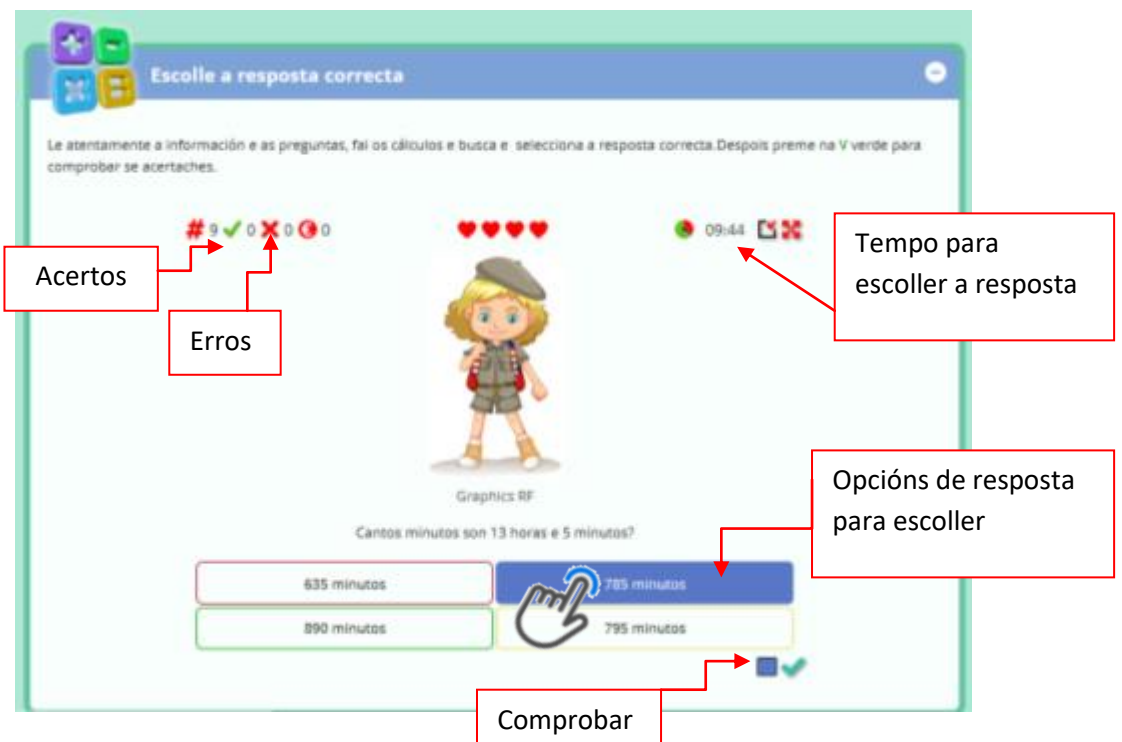 Escolle a resposta correcta
Le atentamente a información e as preguntas, fai os cálculos e busca e selecciona a resposta correcta.Despois preme na V verde para
comprobar se acertaches.
# 9 0 0 0
09:44
Acertos
Erros
Tempo para
escoller a resposta
Graphics RF
Cantos minutos son 13 horas e 5 minutos?
Opcións de resposta
para escoller
635 minutos
785 minutos
890 minutos
795 minutos
Comprobar